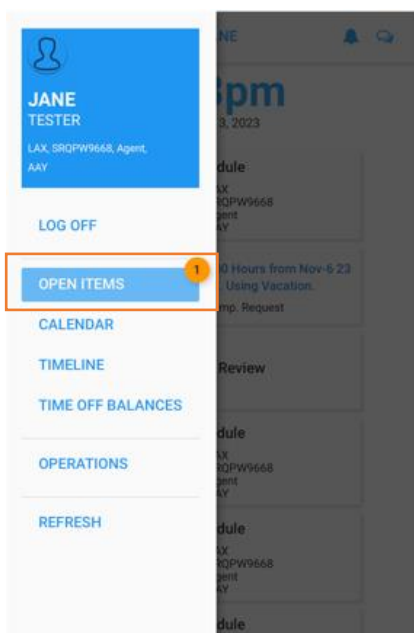 JANE
TESTER
LAX, SRQPW9668, Agent,
AAY
LOG OFF
OPEN ITEMS
1
CALENDAR
TIMELINE
TIME OFF BALANCES
OPERATIONS
REFRESH
NE
3pm
3, 2023
dule
AX
RQPW9668
gent
AY
0 Hours from Nov-6 23
Using Vacation.
mp. Request
Review
dule
AX
RQPW9668
gent
AY
dule
AX
RQPW9668
gent
AY
dule